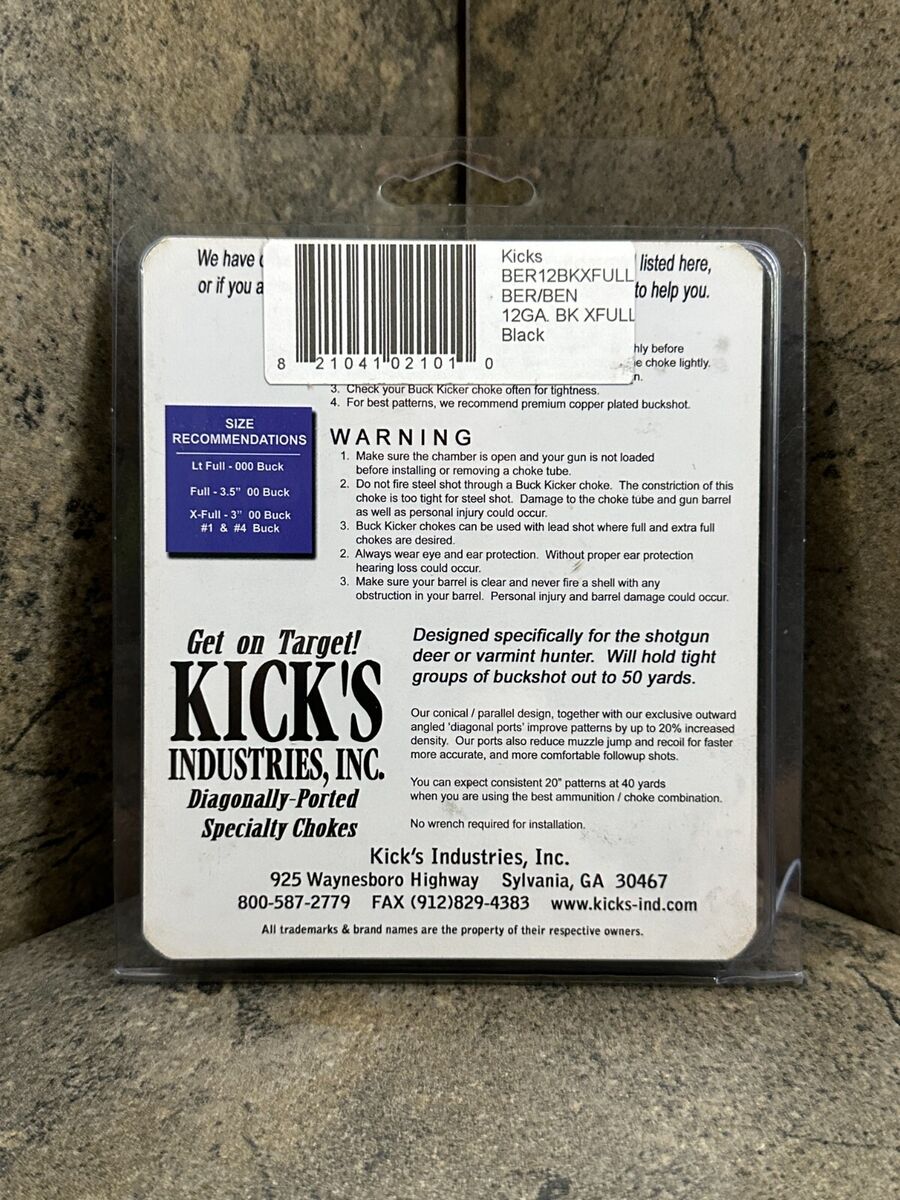 We have
or if you a
listed here,
to help you.
Kicks
BER12BKXFULL
BER/BEN
12GA. BK XFULL
Black
8 21041 02101 0
hly before
choke lightly.
n.
3. Check your Buck Kicker choke often for tightness.
4. For best patterns, we recommend premium copper plated buckshot.
SIZE
RECOMMENDATIONS
Lt Full - 000 Buck
Full - 3.5" 00 Buck
X-Full - 3" 00 Buck
#1 & #4 Buck
WARNING
1. Make sure the chamber is open and your gun is not loaded
before installing or removing a choke tube.
2. Do not fire steel shot through a Buck Kicker choke. The constriction of this
choke is too tight for steel shot. Damage to the choke tube and gun barrel
as well as personal injury could occur.
3. Buck Kicker chokes can be used with lead shot where full and extra full
chokes are desired.
2. Always wear eye and ear protection. Without proper ear protection
hearing loss could occur.
3. Make sure your barrel is clear and never fire a shell with any
obstruction in your barrel. Personal injury and barrel damage could occur.
Get on Target!
KICK'S
INDUSTRIES, INC.
Diagonally-Ported
Specialty Chokes
Designed specifically for the shotgun
deer or varmint hunter. Will hold tight
groups of buckshot out to 50 yards.
Our conical / parallel design, together with our exclusive outward
angled 'diagonal ports' improve patterns by up to 20% increased
density. Our ports also reduce muzzle jump and recoil for faster
more accurate, and more comfortable followup shots.
You can expect consistent 20" patterns at 40 yards
when you are using the best ammunition / choke combination.
No wrench required for installation.
Kick's Industries, Inc.
925 Waynesboro Highway Sylvania, GA 30467
800-587-2779 FAX (912)829-4383 www.kicks-ind.com
All trademarks & brand names are the property of their respective owners.